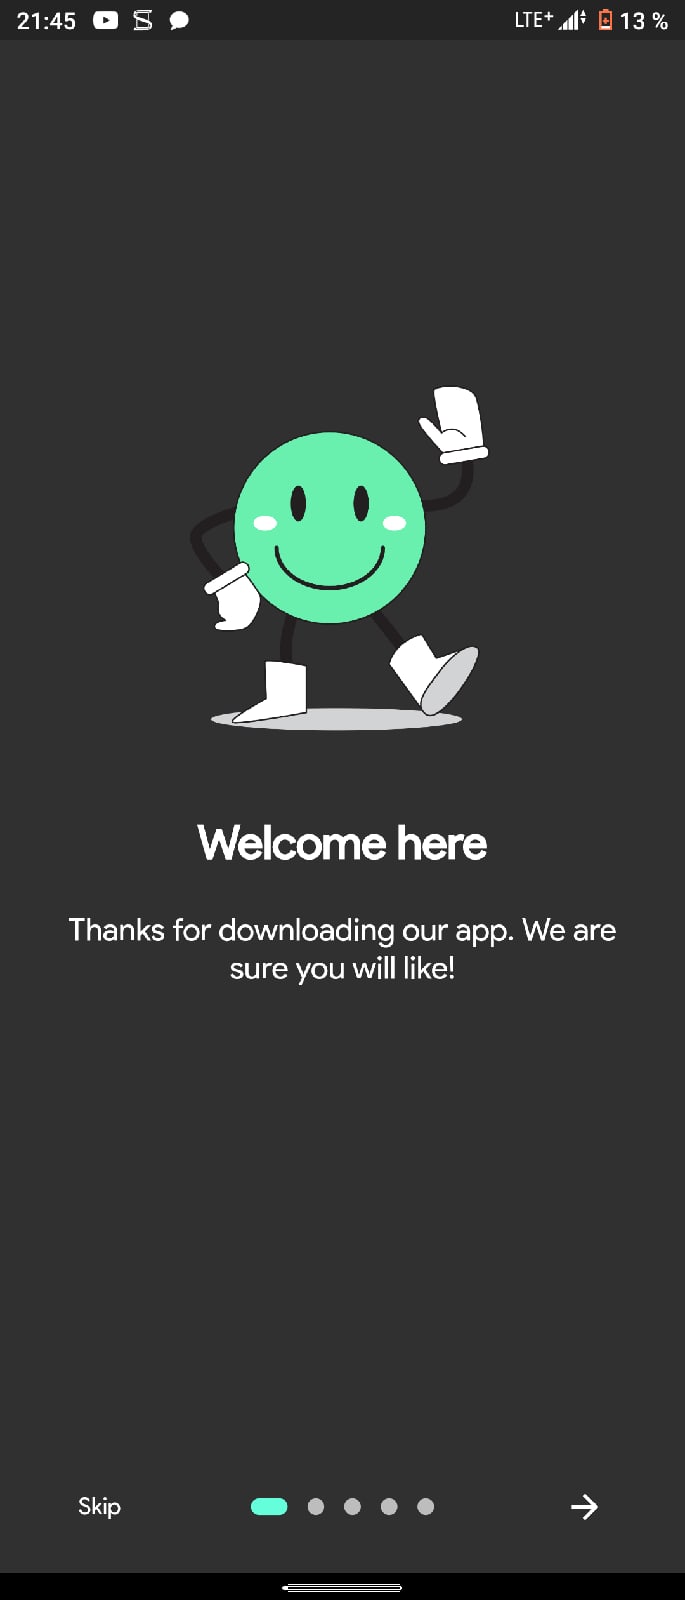 21:45 LTE+ 13 %
Welcome here
Thanks for downloading our app. We are
sure you will like!
Skip